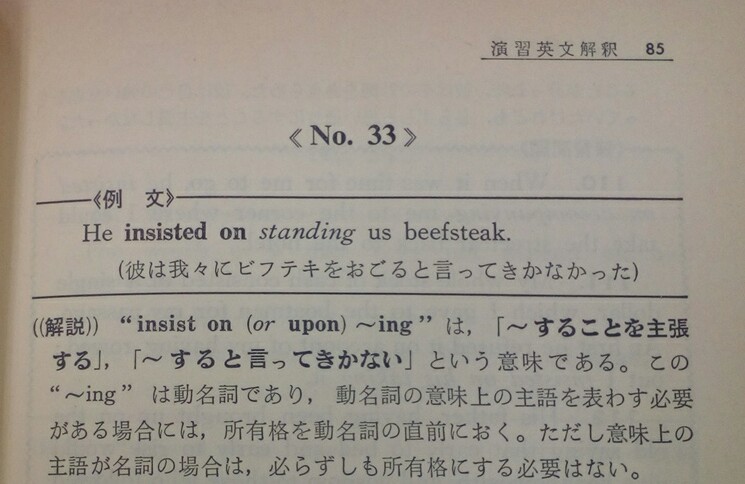 演習英文解釈 85
《No. 33》
《例 文》
He insisted on standing us beefsteak.
(彼は我々にビフテキをおごると言ってきかなかった)
((解説)) “insist on (or upon) ～ing” は，「～することを主張
する」，「～すると言ってきかない」という意味である。この
“～ing” は動名詞であり，動名詞の意味上の主語を表わす必要
がある場合には，所有格を動名詞の直前におく。ただし意味上の
主語が名詞の場合は，必らずしも所有格にする必要はない。